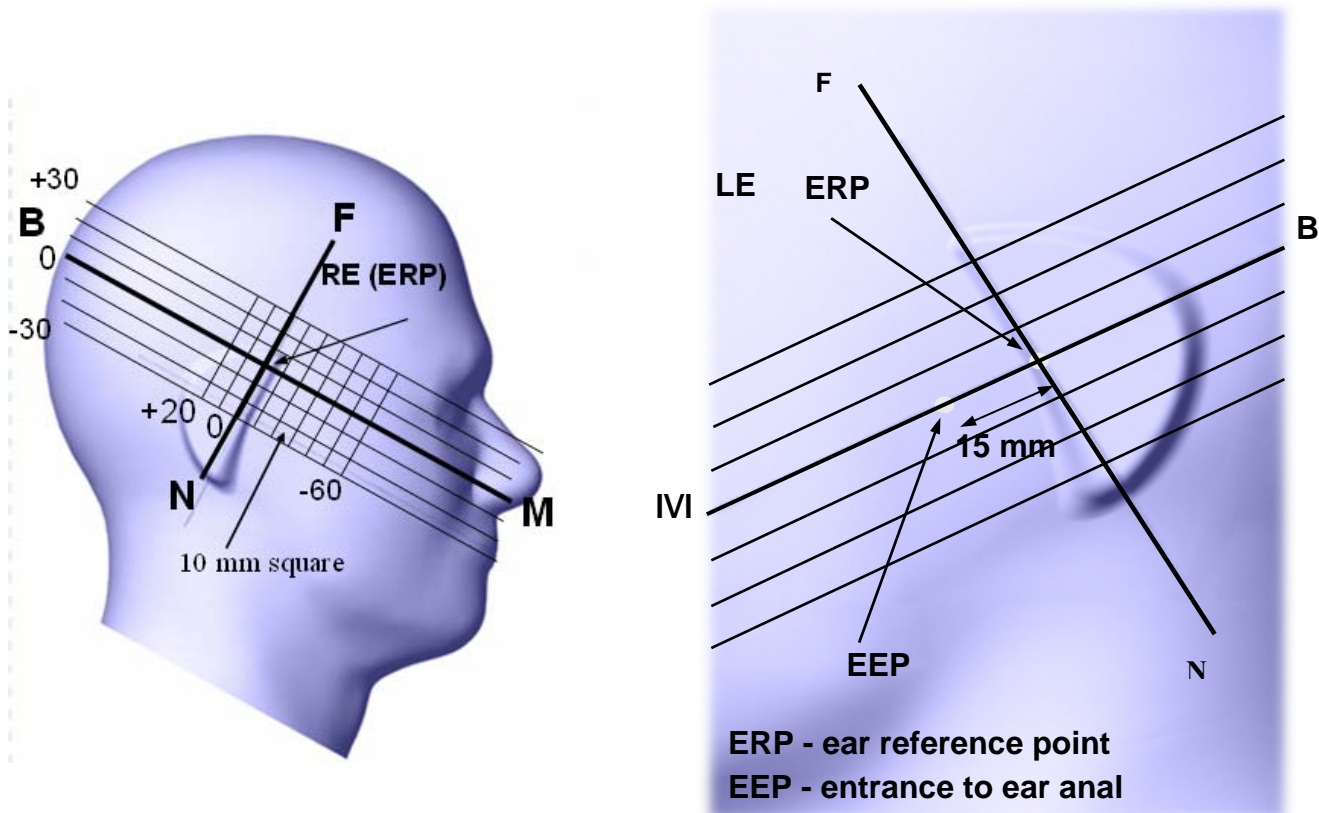 +30
B
F
0
RE (ERP)
-30
+20
0
N
-60
M
10 mm square
F
LE
ERP
B
15 mm
IVI
EEP
N
ERP - ear reference point
EEP - entrance to ear anal